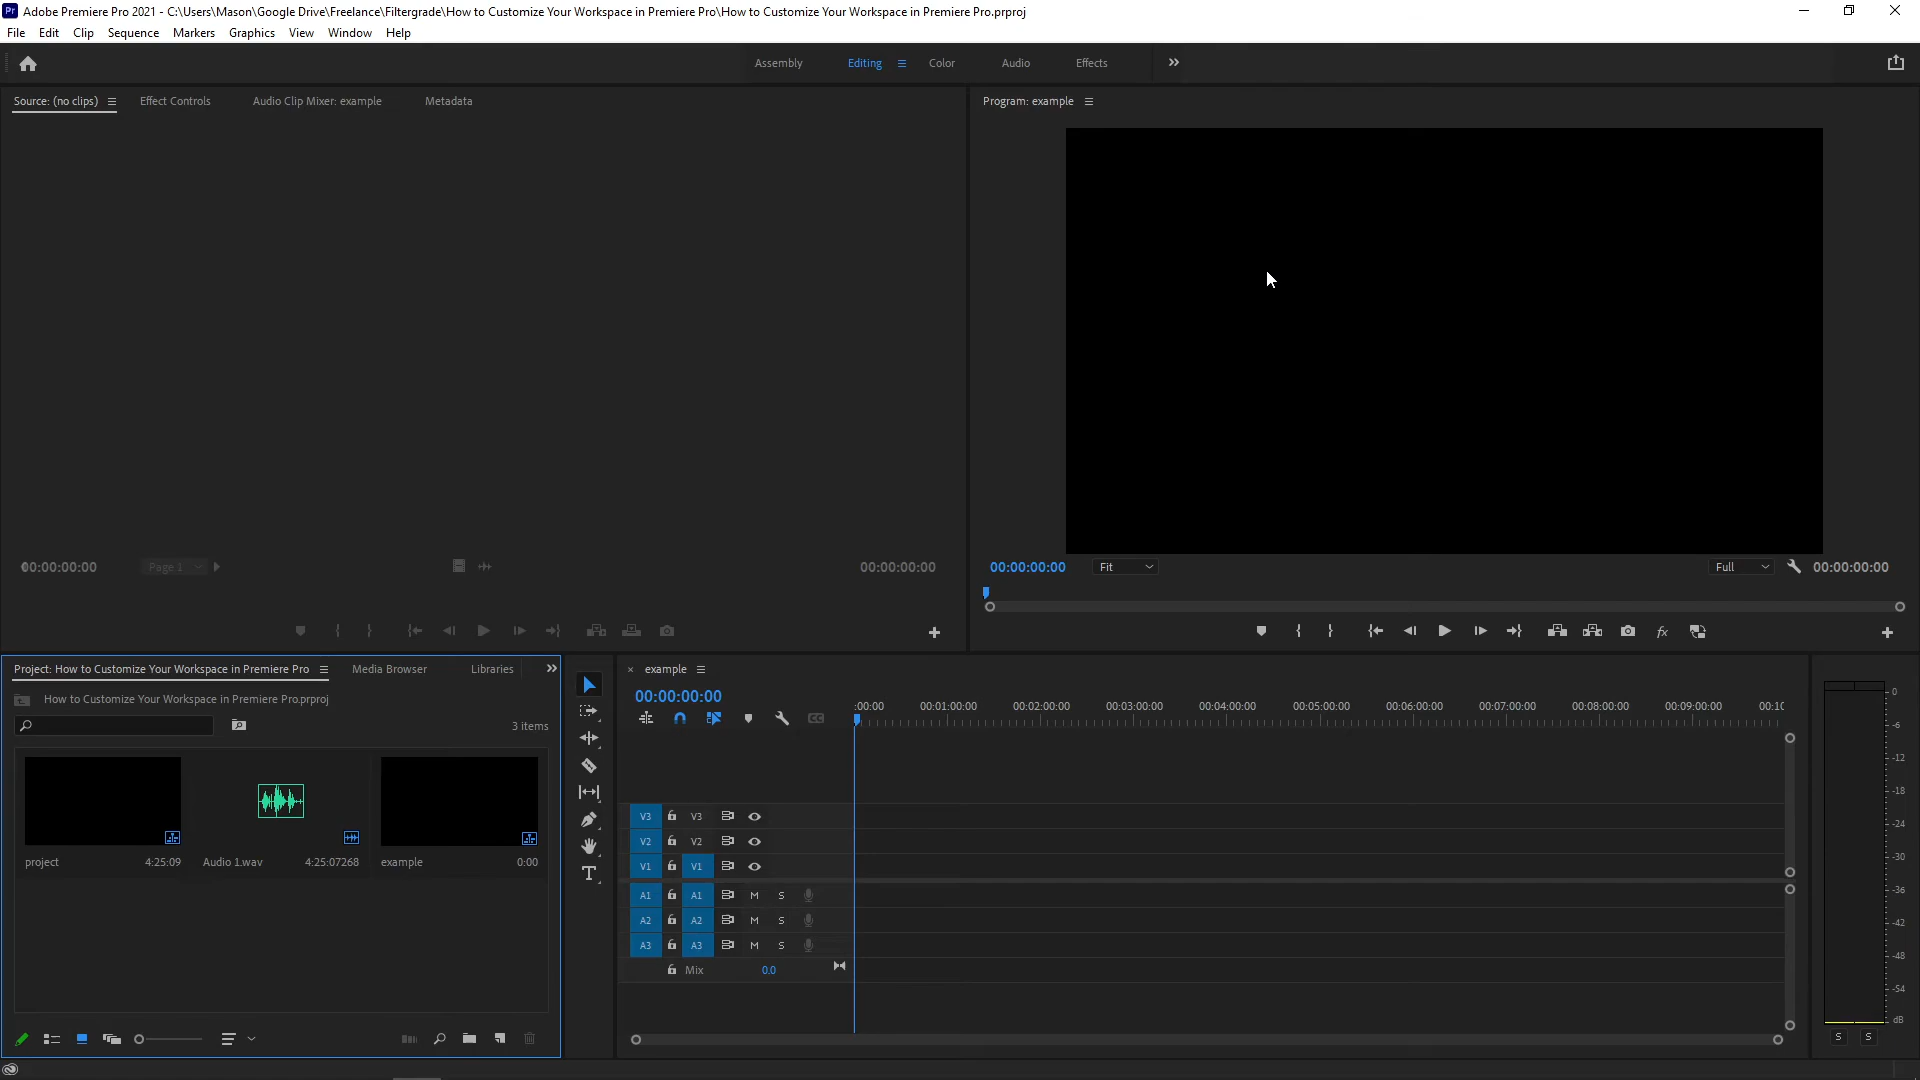 Pr Adobe Premiere Pro 2021 - C:\Users\Mason\Google Drive\Freelance\Filtergrade\How to Customize Your Workspace in Premiere Pro\How to Customize Your Workspace in Premiere Pro.prproj
File Edit Clip Sequence Markers Graphics View Window Help
Assembly Editing Color Audio Effects
Source: (no clips) Effect Controls Audio Clip Mixer: example Metadata
Program: example
00:00:00:00 Page 1 00:00:00:00
00:00:00:00 Fit Full 00:00:00:00
fx
Project: How to Customize Your Workspace in Premiere Pro Media Browser Libraries
How to Customize Your Workspace in Premiere Pro.prproj
3 items
project 4:25:09
Audio 1.wav 4:25:07268
example 0:00
T
× example
00:00:00:00
:00:00 00:01:00:00 00:02:00:00 00:03:00:00 00:04:00:00 00:05:00:00 00:06:00:00 00:07:00:00 00:08:00:00 00:09:00:00 00:10
CC
V3 V3
V2 V2
V1 V1
A1 A1 M S
A2 A2 M S
A3 A3 M S
Mix 0.0
0
-6
-12
-18
-24
-30
-36
-42
-48
-54
dB
S S